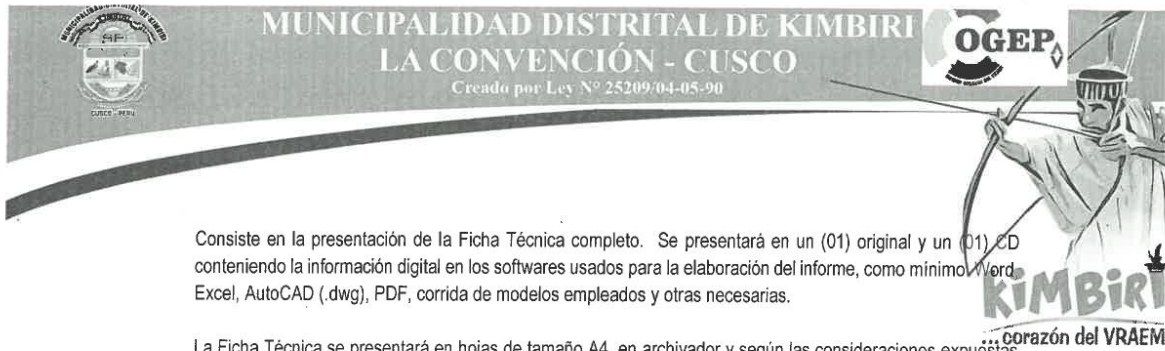 MUNICIPALIDAD DISTRITAL DE KIMBIRI
LA CONVENCIÓN - CUSCO
Creado por Ley Nº 25209/04-05-90
OGEP
CUSCO - PERU
Consiste en la presentación de la Ficha Técnica completo. Se presentará en un (01) original y un (01) CD
conteniendo la información digital en los softwares usados para la elaboración del informe, como mínimo Word,
Excel, AutoCAD (.dwg), PDF, corrida de modelos empleados y otras necesarias.
KiMBiRi
...corazón del VRAEM
La Ficha Técnica se presentará en hojas de tamaño A4, en archivador y según las consideraciones expuestas